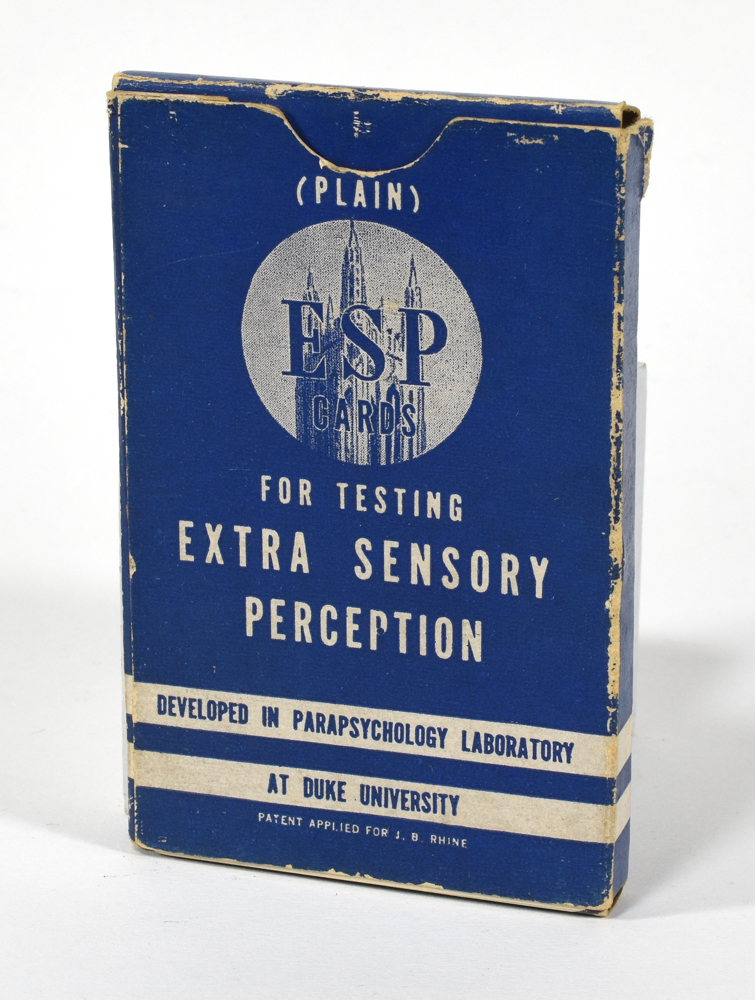 (PLAIN)
ESP
CARDS
FOR TESTING
EXTRA SENSORY
PERCEPTION
DEVELOPED IN PARAPSYCHOLOGY LABORATORY
AT DUKE UNIVERSITY
PATENT APPLIED FOR J. B. RHINE